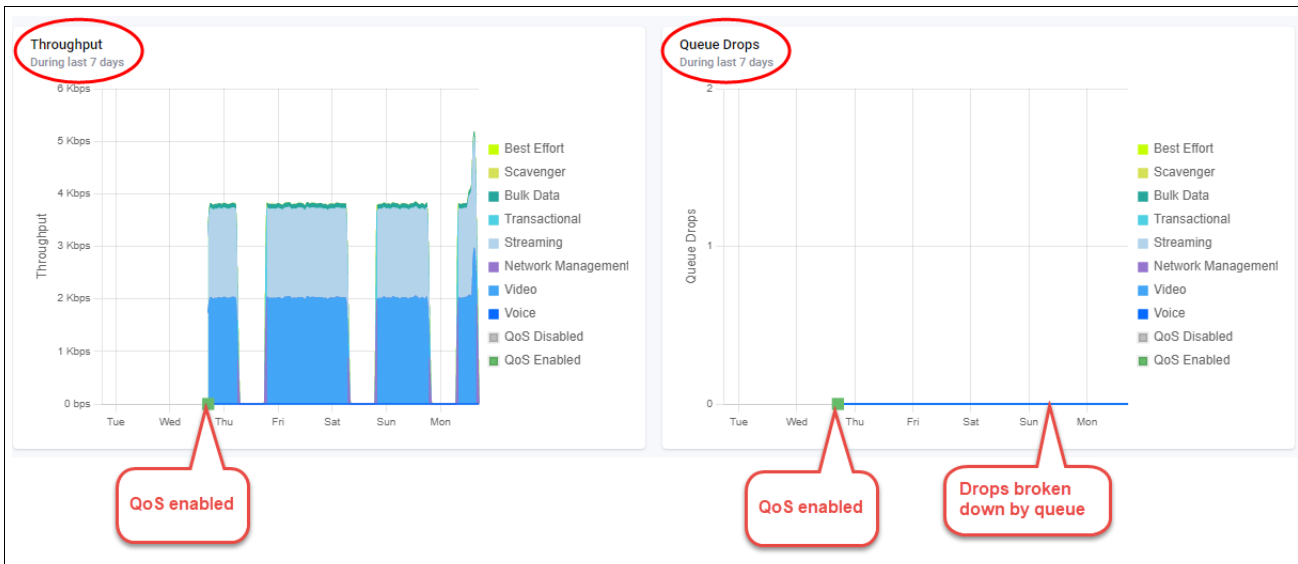 Throughput
During last 7 days
6 Kbps
5 Kbps
4 Kbps
3 Kbps
2 Kbps
1 Kbps
0 bps
Throughput
Tue Wed Thu Fri Sat Sun Mon
Best Effort
Scavenger
Bulk Data
Transactional
Streaming
Network Management
Video
Voice
QoS Disabled
QoS Enabled
QoS enabled
Queue Drops
During last 7 days
2
1
0
Queue Drops
Tue Wed Thu Fri Sat Sun Mon
Best Effort
Scavenger
Bulk Data
Transactional
Streaming
Network Management
Video
Voice
QoS Disabled
QoS Enabled
QoS enabled
Drops broken
down by queue